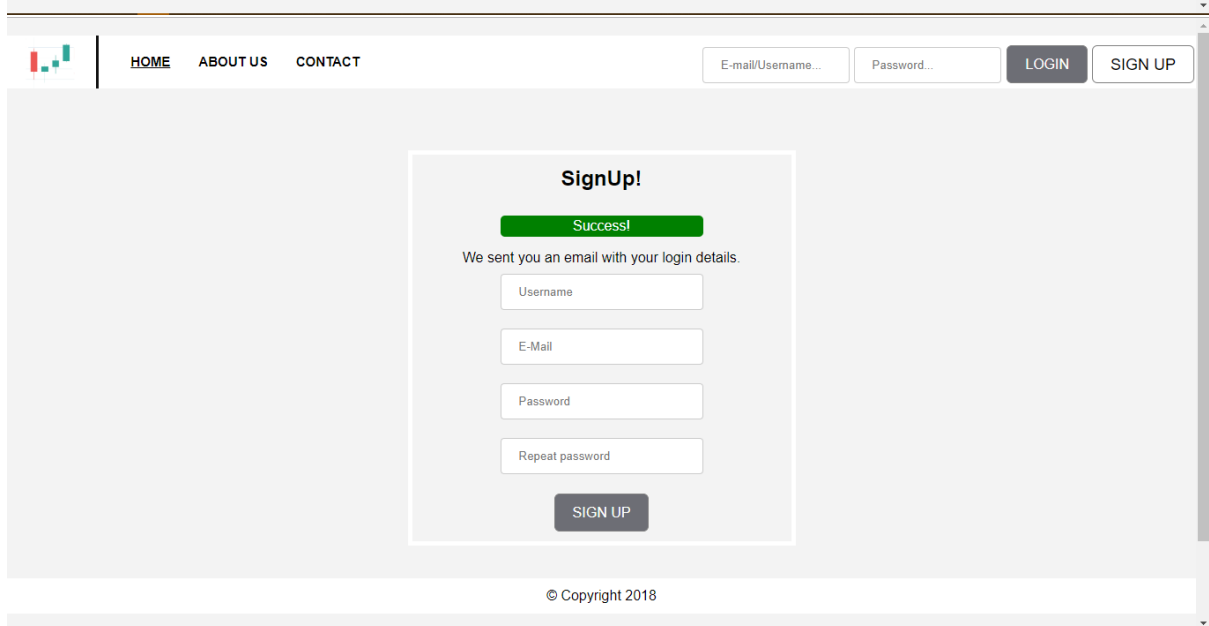 HOME ABOUT US CONTACT E-mail/Username... Password... LOGIN SIGN UP
SignUp!
Success!
We sent you an email with your login details.
Username
E-Mail
Password
Repeat password
SIGN UP
© Copyright 2018